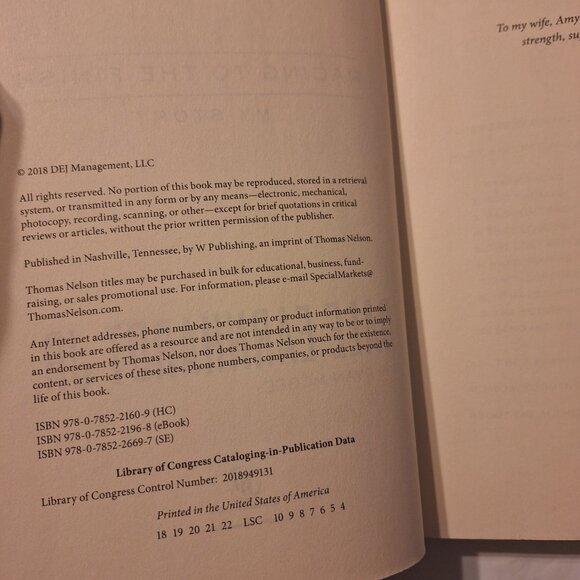 © 2018 DEJ Management, LLC
All rights reserved. No portion of this book may be reproduced, stored in a retrieval
system, or transmitted in any form or by any means—electronic, mechanical,
photocopy, recording, scanning, or other—except for brief quotations in critical
reviews or articles, without the prior written permission of the publisher.
Published in Nashville, Tennessee, by W Publishing, an imprint of Thomas Nelson.
Thomas Nelson titles may be purchased in bulk for educational, business, fund-
raising, or sales promotional use. For information, please e-mail SpecialMarkets@
ThomasNelson.com.
Any Internet addresses, phone numbers, or company or product information printed
in this book are offered as a resource and are not intended in any way to be or to imply
an endorsement by Thomas Nelson, nor does Thomas Nelson vouch for the existence,
content, or services of these sites, phone numbers, companies, or products beyond the
life of this book.
ISBN 978-0-7852-2160-9 (HC)
ISBN 978-0-7852-2196-8 (eBook)
ISBN 978-0-7852-2669-7 (SE)
Library of Congress Cataloging-in-Publication Data
Library of Congress Control Number: 2018949131
Printed in the United States of America
18 19 20 21 22 LSC 10 9 8 7 6 5 4
To my wife, Amy
strength, su